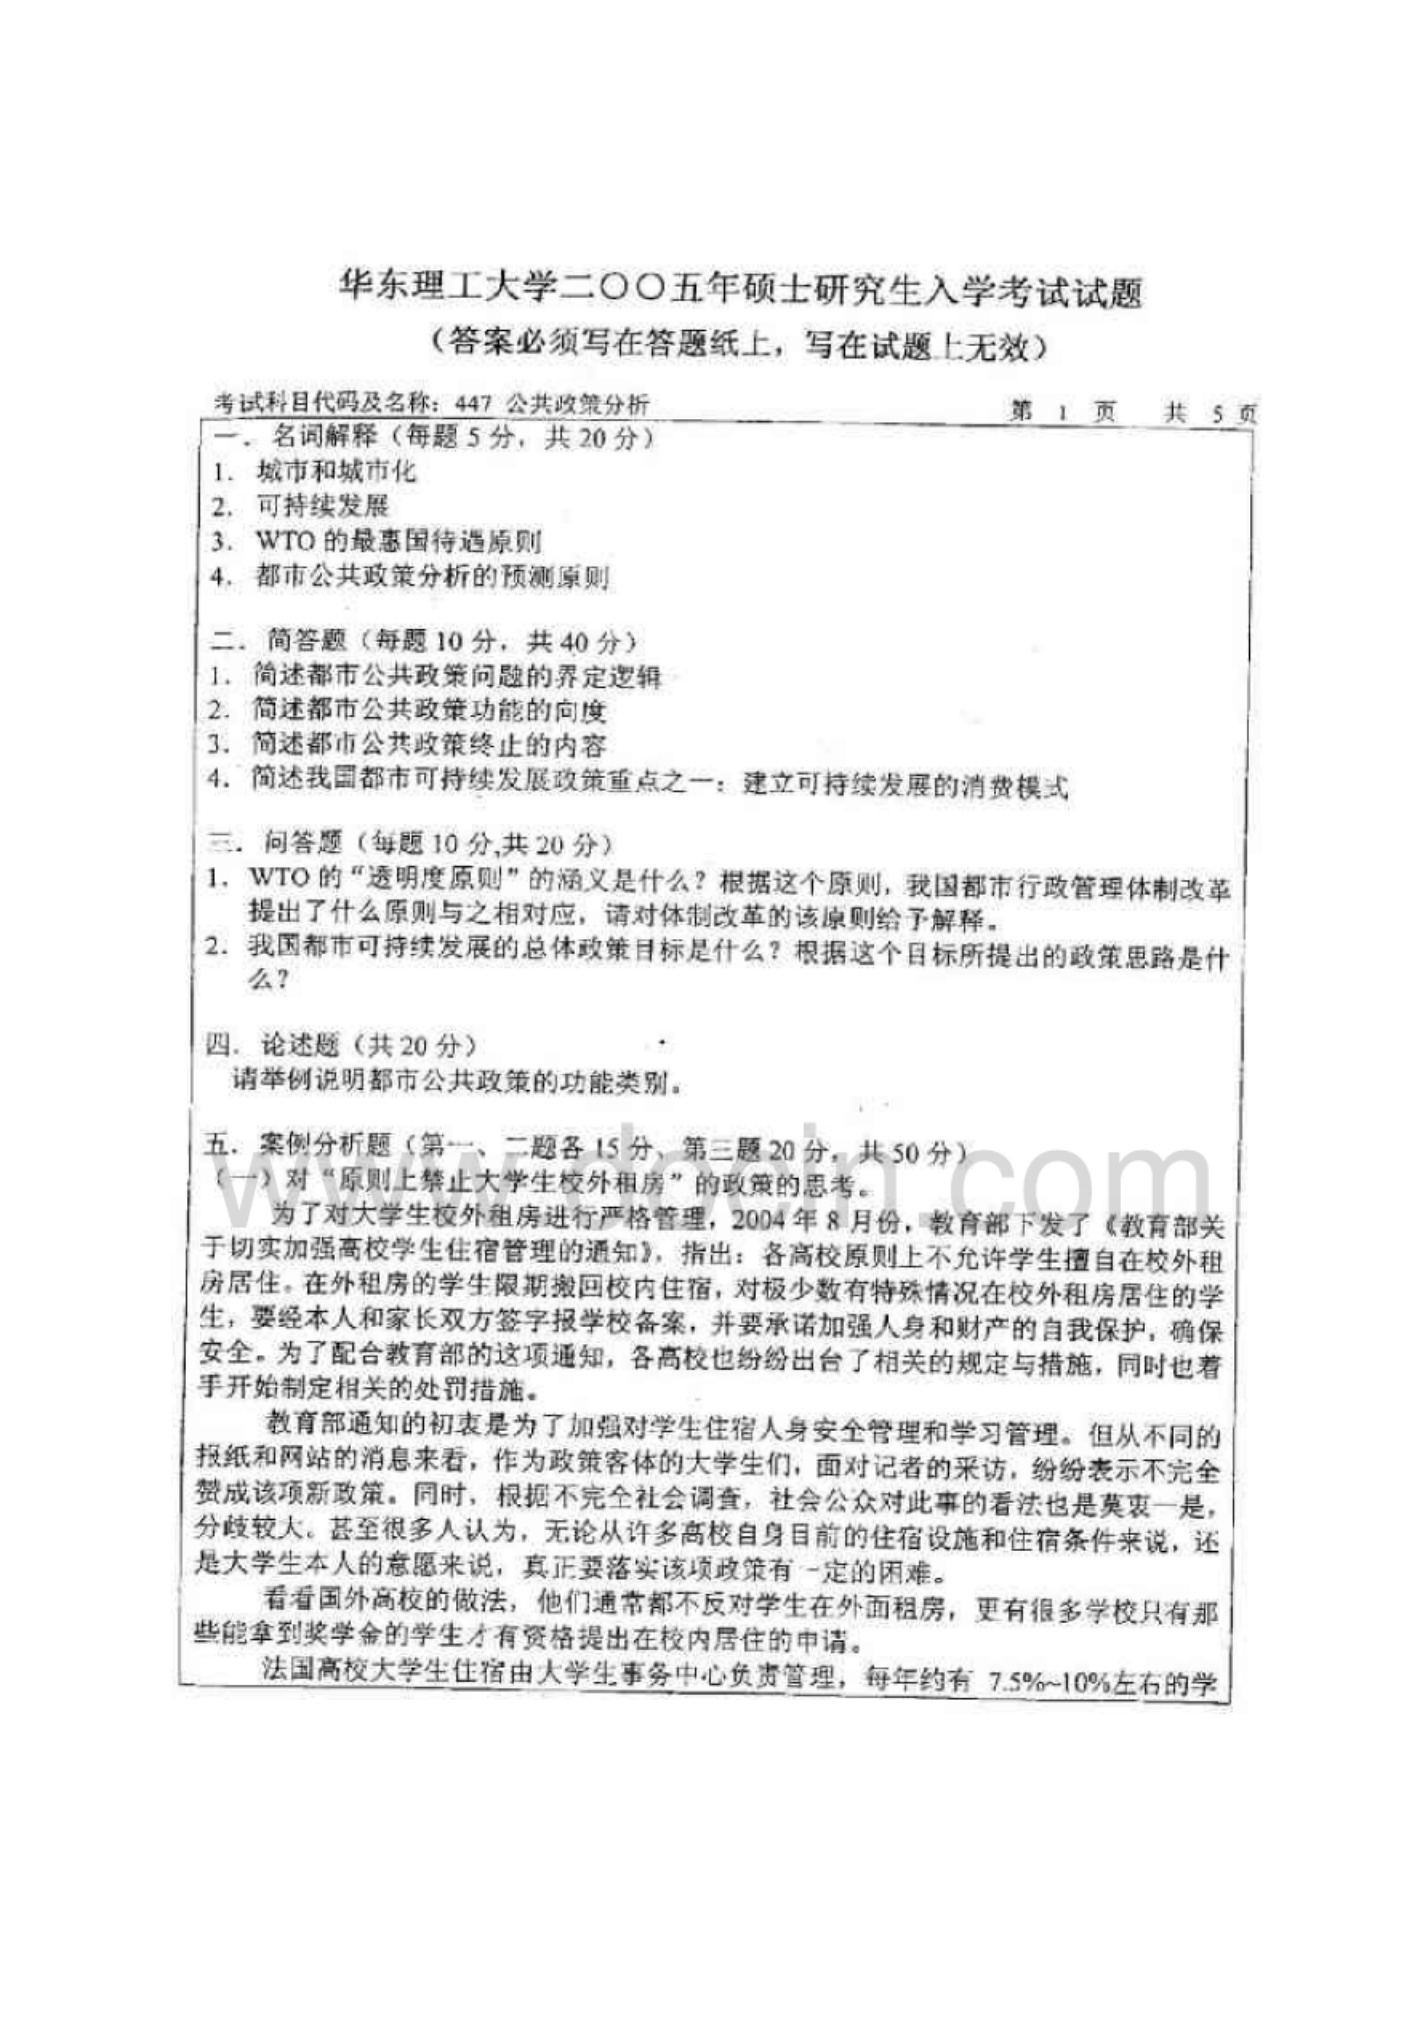 华东理工大学二〇〇五年硕士研究生入学考试试题
（答案必须写在答题纸上，写在试题上无效）
考试科目代码及名称：447 公共政策分析 第 1 页 共 5 页
一．名词解释（每题 5 分，共 20 分）
1. 城市和城市化
2. 可持续发展
3. WTO 的最惠国待遇原则
4. 都市公共政策分析的预测原则
二．简答题（每题 10 分，共 40 分）
1. 简述都市公共政策问题的界定逻辑
2. 简述都市公共政策功能的向度
3. 简述都市公共政策终止的内容
4. 简述我国都市可持续发展政策重点之一：建立可持续发展的消费模式
三．问答题（每题 10 分,共 20 分）
1. WTO 的“透明度原则”的涵义是什么？根据这个原则，我国都市行政管理体制改革
提出了什么原则与之相对应，请对体制改革的该原则给予解释。
2. 我国都市可持续发展的总体政策目标是什么？根据这个目标所提出的政策思路是什
么？
四．论述题（共 20 分）
请举例说明都市公共政策的功能类别。
五．案例分析题（第一、二题各 15 分、第三题 20 分，共 50 分）
（一）对“原则上禁止大学生校外租房”的政策的思考。
为了对大学生校外租房进行严格管理，2004 年 8 月份，教育部下发了《教育部关
于切实加强高校学生住宿管理的通知》，指出：各高校原则上不允许学生擅自在校外租
房居住。在外租房的学生限期搬回校内住宿，对极少数有特殊情况在校外租房居住的学
生，要经本人和家长双方签字报学校备案，并要承诺加强人身和财产的自我保护，确保
安全。为了配合教育部的这项通知，各高校也纷纷出台了相关的规定与措施，同时也着
手开始制定相关的处罚措施。
教育部通知的初衷是为了加强对学生住宿人身安全管理和学习管理。但从不同的
报纸和网站的消息来看，作为政策客体的大学生们，面对记者的采访，纷纷表示不完全
赞成该项新政策。同时，根据不完全社会调查，社会公众对此事的看法也是莫衷一是，
分歧较大。甚至很多人认为，无论从许多高校自身目前的住宿设施和住宿条件来说，还
是大学生本人的意愿来说，真正要落实该项政策有一定的困难。
看看国外高校的做法，他们通常都不反对学生在外面租房，更有很多学校只有那
些能拿到奖学金的学生才有资格提出在校内居住的申请。
法国高校大学生住宿由大学生事务中心负责管理，每年约有 7.5%~10%左右的学
www.docin.com